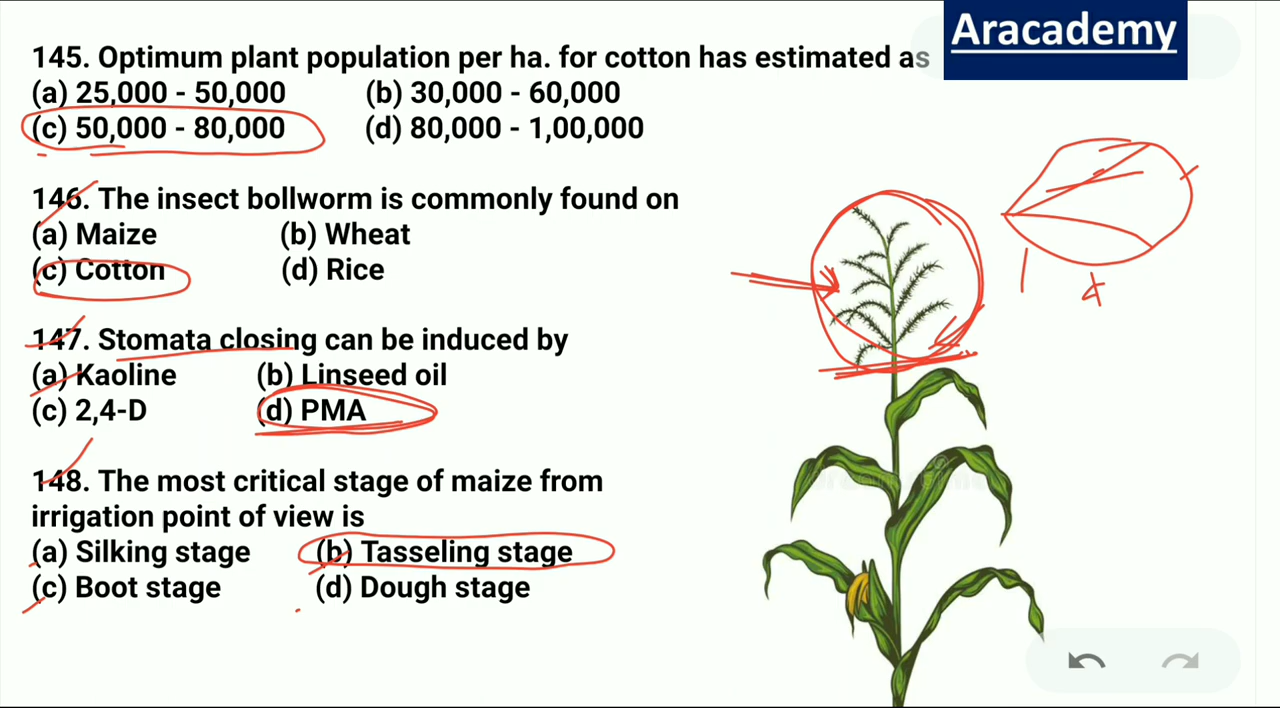 Aracademy
145. Optimum plant population per ha. for cotton has estimated as
(a) 25,000 - 50,000 (b) 30,000 - 60,000
(c) 50,000 - 80,000 (d) 80,000 - 1,00,000
146. The insect bollworm is commonly found on
(a) Maize (b) Wheat
(c) Cotton (d) Rice
147. Stomata closing can be induced by
(a) Kaoline (b) Linseed oil
(c) 2,4-D (d) PMA
148. The most critical stage of maize from
irrigation point of view is
(a) Silking stage (b) Tasseling stage
(c) Boot stage (d) Dough stage